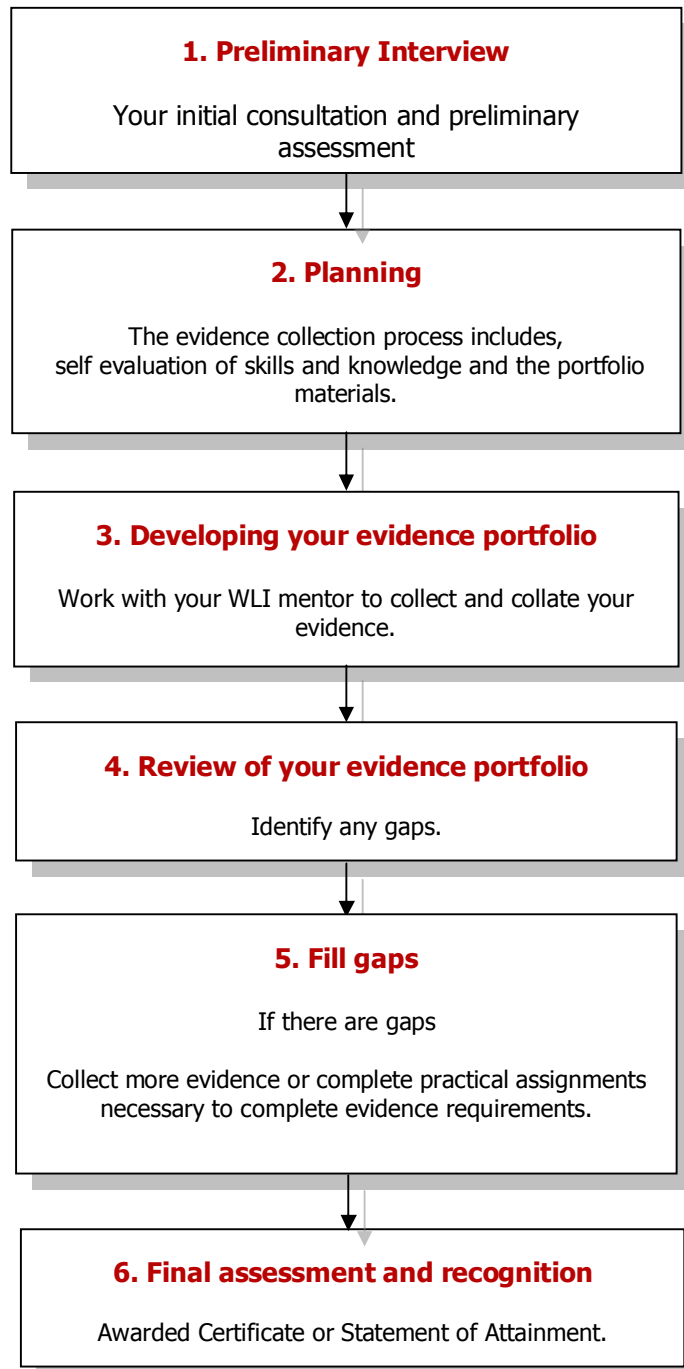 1. Preliminary Interview
Your initial consultation and preliminary
assessment
2. Planning
The evidence collection process includes,
self evaluation of skills and knowledge and the portfolio
materials.
3. Developing your evidence portfolio
Work with your WLI mentor to collect and collate your
evidence.
4. Review of your evidence portfolio
Identify any gaps.
5. Fill gaps
If there are gaps
Collect more evidence or complete practical assignments
necessary to complete evidence requirements.
6. Final assessment and recognition
Awarded Certificate or Statement of Attainment.